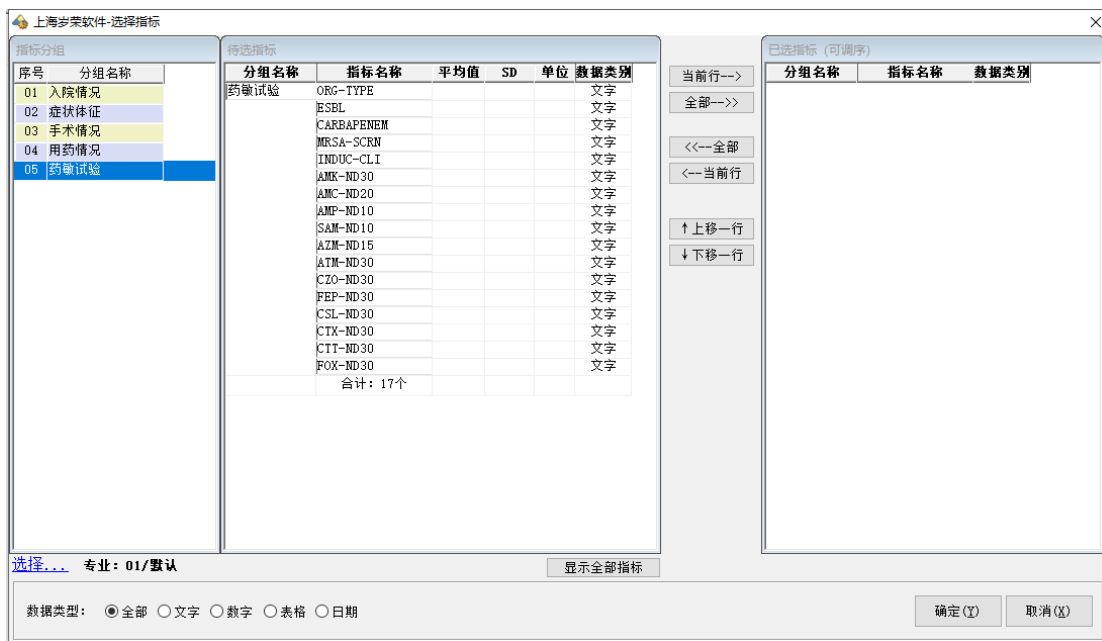 上海岁荣软件-选择指标
指标分组
序号 分组名称
01 入院情况
02 症状体征
03 手术情况
04 用药情况
05 药敏试验
待选指标
分组名称 指标名称 平均值 SD 单位 数据类别
药敏试验 ORG-TYPE 文字
ESBL 文字
CARBAPENEM 文字
MRSA-SCRN 文字
INDUC-CLI 文字
AMK-ND30 文字
AMC-ND20 文字
AMP-ND10 文字
SAM-ND10 文字
AZM-ND15 文字
ATM-ND30 文字
CZO-ND30 文字
FEP-ND30 文字
CSL-ND30 文字
CTX-ND30 文字
CTT-ND30 文字
FOX-ND30 文字
合计: 17个
当前行-->
全部-->>
<<--全部
<--当前行
↑上移一行
↓下移一行
已选指标 (可调序)
分组名称 指标名称 数据类别
选择... 专业: 01/默认
显示全部指标
数据类型: 全部 文字 数字 表格 日期
确定(Y) 取消(X)